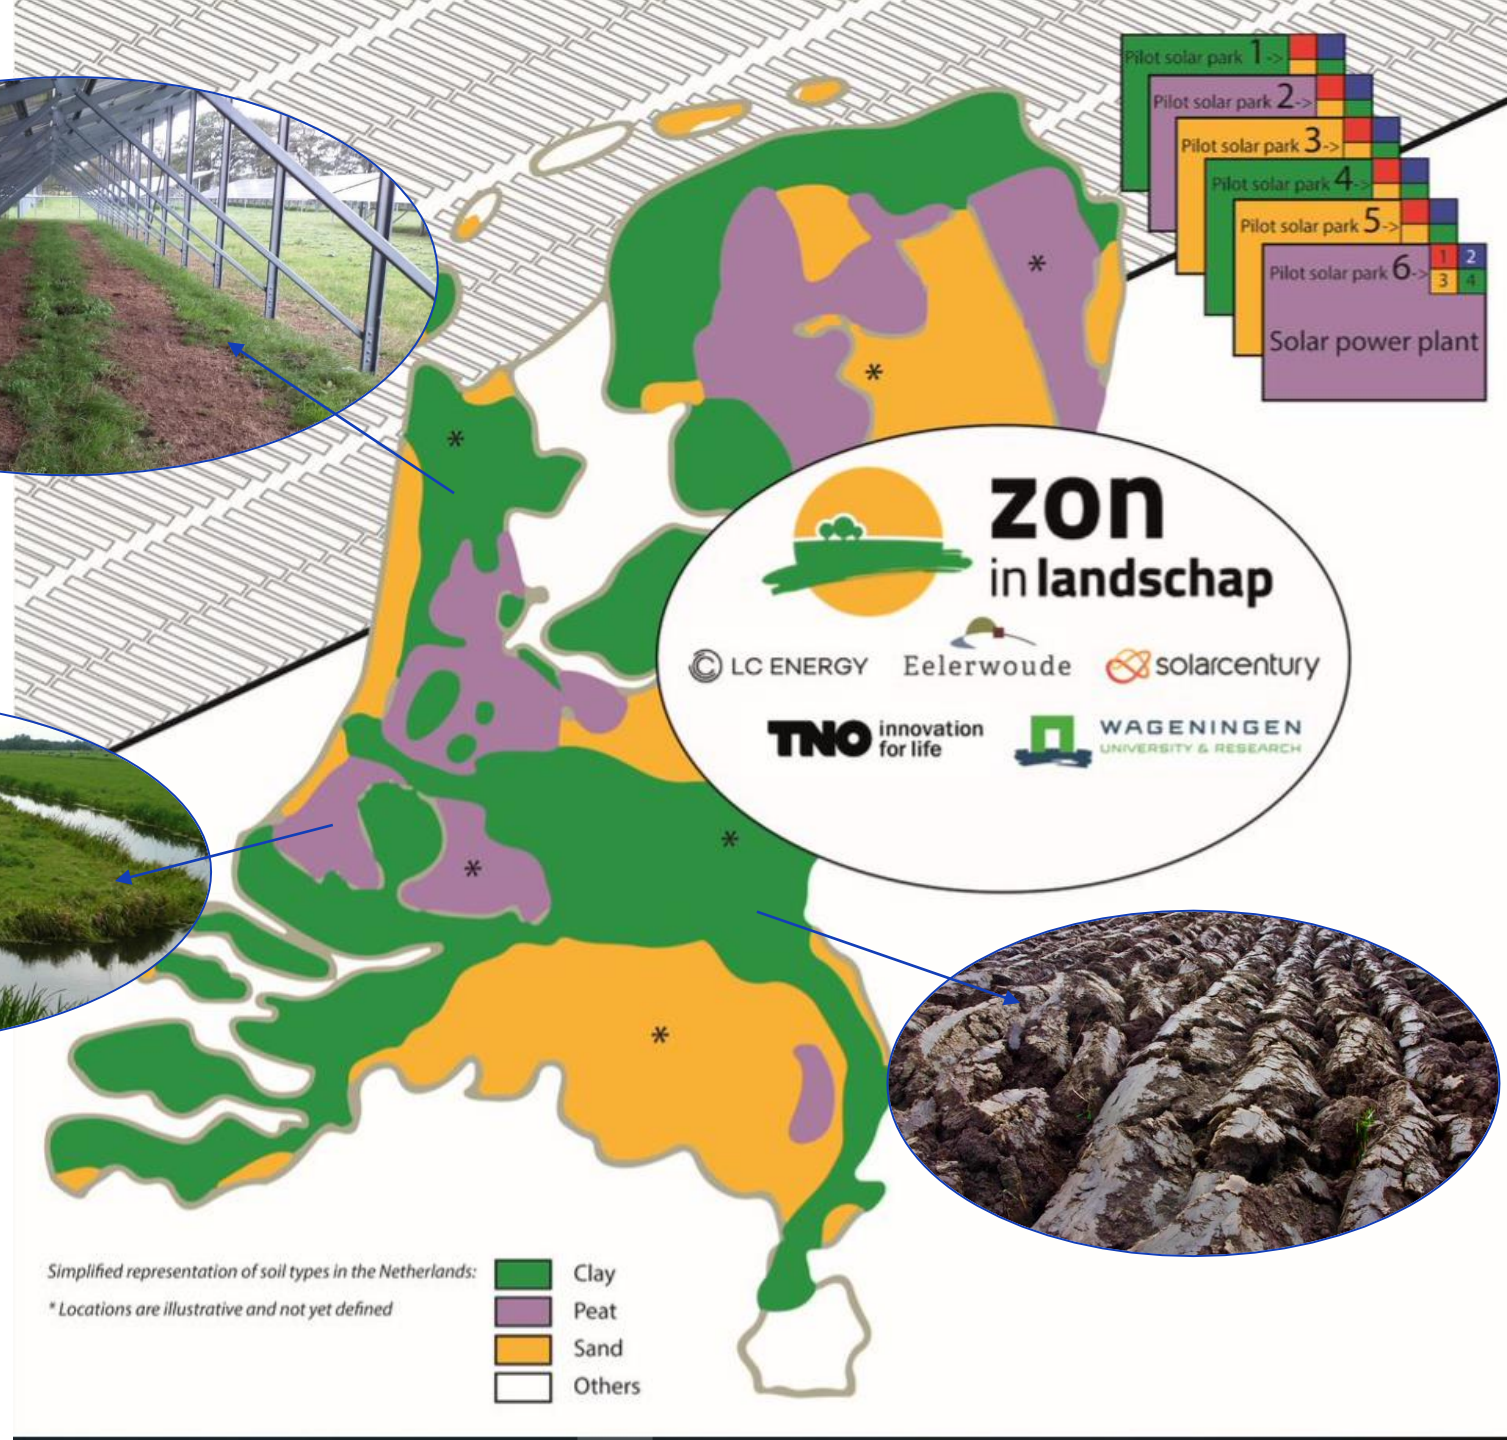 Pilot solar park 1->
Pilot solar park 2->
Pilot solar park 3->
Pilot solar park 4->
Pilot solar park 5->
Pilot solar park 6->
1 2
3 4
Solar power plant
*
*
*
zon
in landschap
LC ENERGY
Eelerwoude
solarcentury
TNO innovation
for life
WAGENINGEN
UNIVERSITY & RESEARCH
*
*
*
Simplified representation of soil types in the Netherlands:
* Locations are illustrative and not yet defined
Clay
Peat
Sand
Others